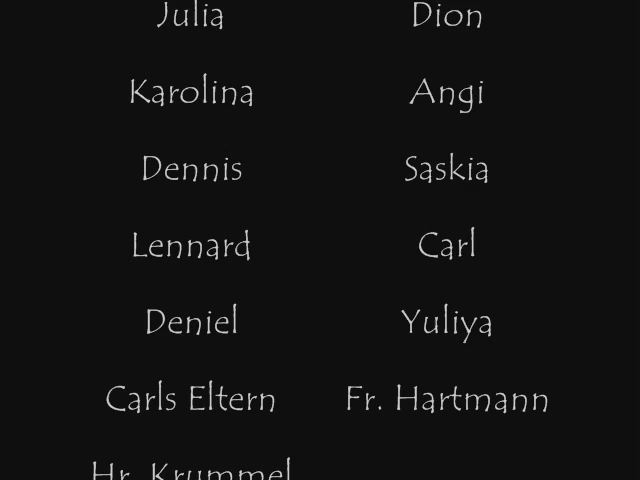 Julia Dion
Karolina Angi
Dennis Saskia
Lennard Carl
Deniel Yuliya
Carls Eltern Fr. Hartmann
Hr. Krummel